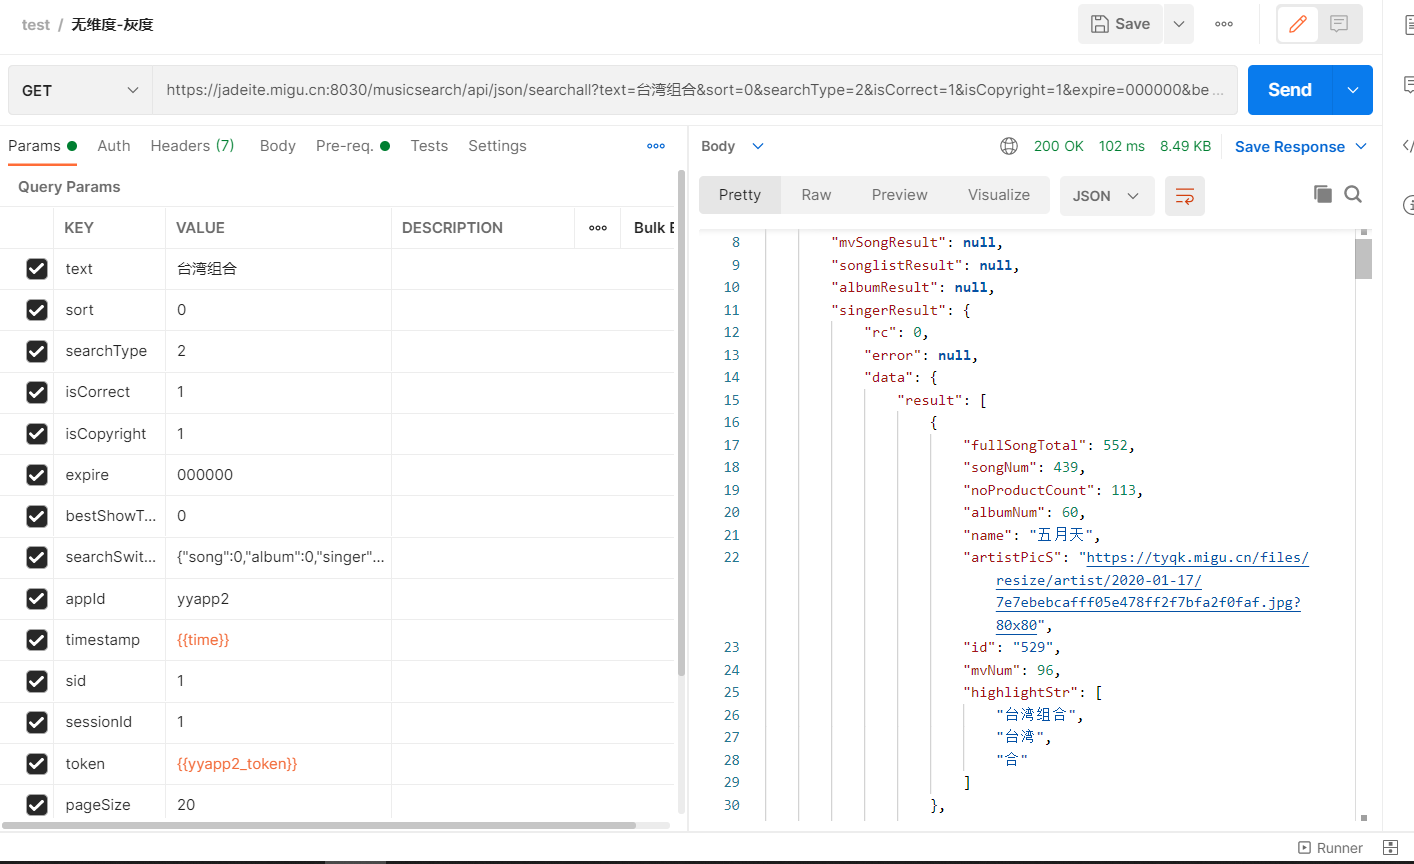 test / 无维度-灰度
Save
GET
https://jadeite.migu.cn:8030/musicsearch/api/json/searchall?text=台湾组合&sort=0&searchType=2&isCorrect=1&isCopyright=1&expire=000000&be ...
Send
Params Auth Headers (7) Body Pre-req. Tests Settings
Query Params
KEY VALUE DESCRIPTION Bulk E
text 台湾组合
sort 0
searchType 2
isCorrect 1
isCopyright 1
expire 000000
bestShowT... 0
searchSwit... {"song":0,"album":0,"singer"...
appId yyapp2
timestamp {{time}}
sid 1
sessionId 1
token {{yyapp2_token}}
pageSize 20
Body 200 OK 102 ms 8.49 KB Save Response
Pretty Raw Preview Visualize JSON
8 "mvSongResult": null,
9 "songlistResult": null,
10 "albumResult": null,
11 "singerResult": {
12 "rc": 0,
13 "error": null,
14 "data": {
15 "result": [
16 {
17 "fullSongTotal": 552,
18 "songNum": 439,
19 "noProductCount": 113,
20 "albumNum": 60,
21 "name": "五月天",
22 "artistPicS": "https://tyqk.migu.cn/files/
resize/artist/2020-01-17/
7e7ebebcafff05e478ff2f7bfa2f0faf.jpg?
80x80",
23 "id": "529",
24 "mvNum": 96,
25 "highlightStr": [
26 "台湾组合",
27 "台湾",
28 "合"
29 ]
30 },
Runner